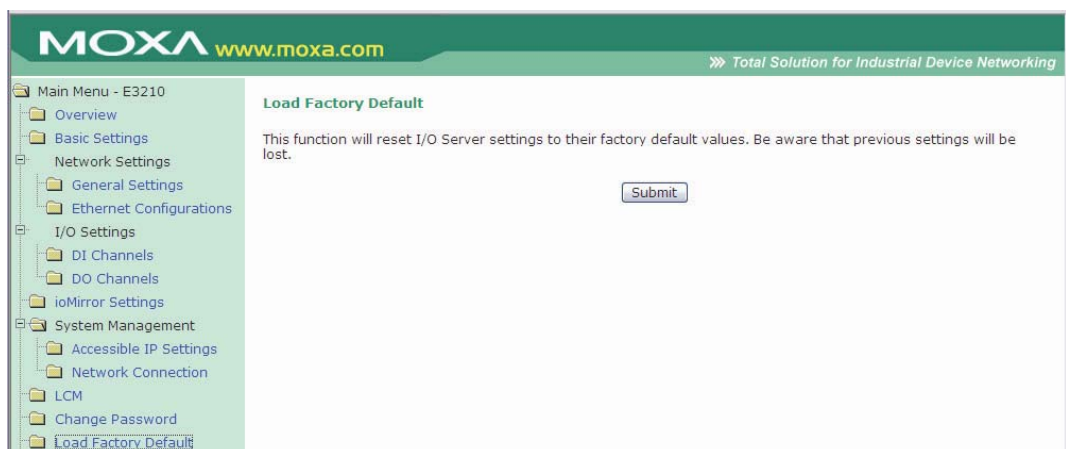 MOXA www.moxa.com
Total Solution for Industrial Device Networking
Main Menu - E3210
Overview
Basic Settings
Network Settings
General Settings
Ethernet Configurations
I/O Settings
DI Channels
DO Channels
ioMirror Settings
System Management
Accessible IP Settings
Network Connection
LCM
Change Password
Load Factory Default
Load Factory Default
This function will reset I/O Server settings to their factory default values. Be aware that previous settings will be
lost.
Submit